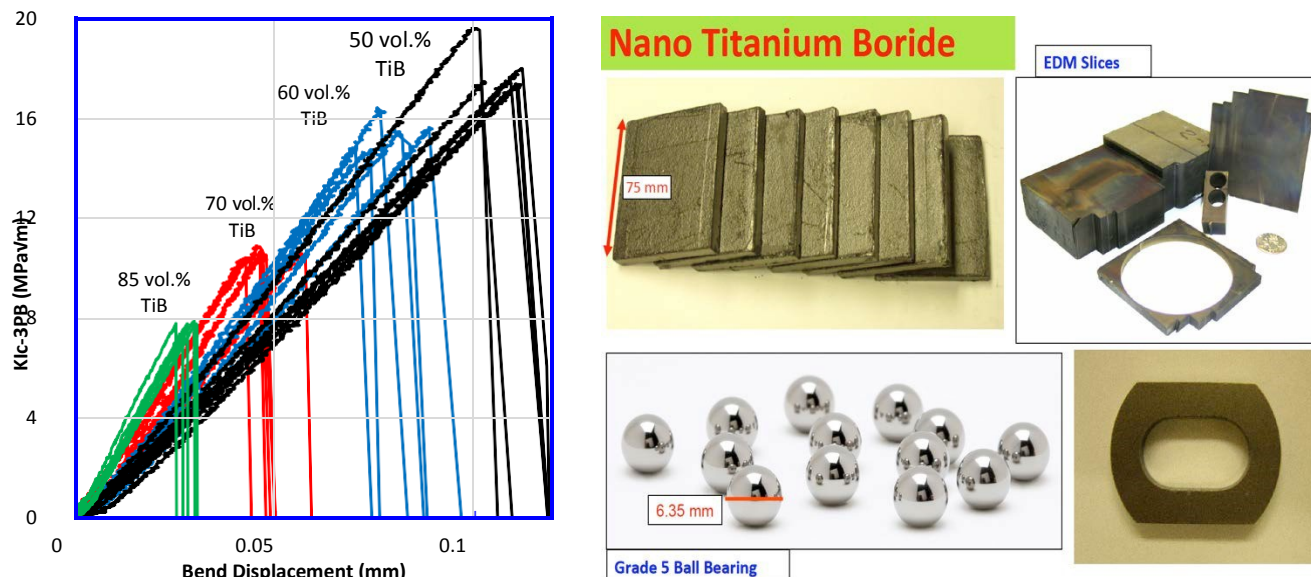 20
16
12
8
4
0
0
0.05
0.1
KIc-3PB (MPa√m)
Bend Displacement (mm)
50 vol.%
TiB
60 vol.%
TiB
70 vol.%
TiB
85 vol.%
TiB
Nano Titanium Boride
75 mm
EDM Slices
6.35 mm
Grade 5 Ball Bearing